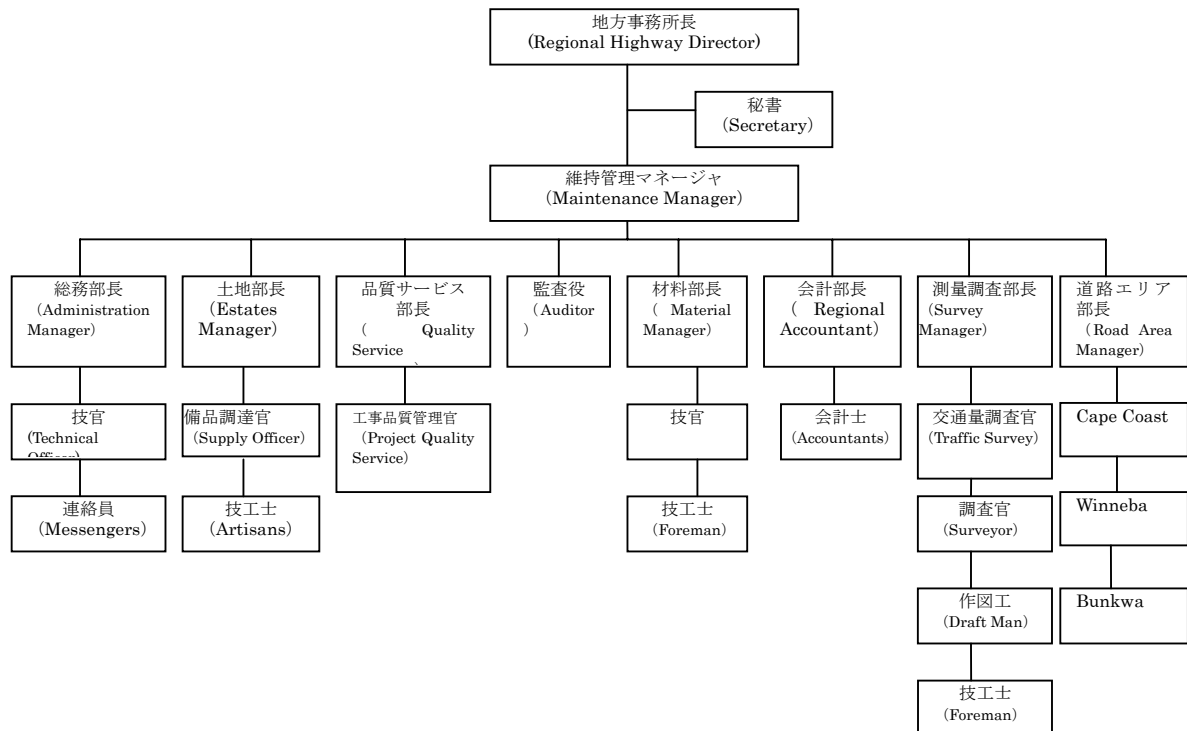 地方事務所長
(Regional Highway Director)
秘書
（Secretary)
維持管理マネージャ
（Maintenance Manager）
総務部長
（Administration
Manager）
土地部長
（Estates
Manager）
品質サービス
部長
（ Quality
Service
監査役
（Auditor
）
材料部長
（ Material
Manager）
会計部長
（ Regional
Accountant）
測量調査部長
（Survey
Manager）
道路エリア
部長
（Road Area
Manager）
技官
(Technical
Officer)
備品調達官
（Supply Officer）
工事品質管理官
（Project Quality
Service）
技官
会計士
（Accountants）
交通量調査官
（Traffic Survey）
Cape Coast
連絡員
（Messengers）
技工士
（Artisans）
技工士
（Foreman）
調査官
（Surveyor）
Winneba
作図工
（Draft Man）
Bunkwa
技工士
（Foreman）